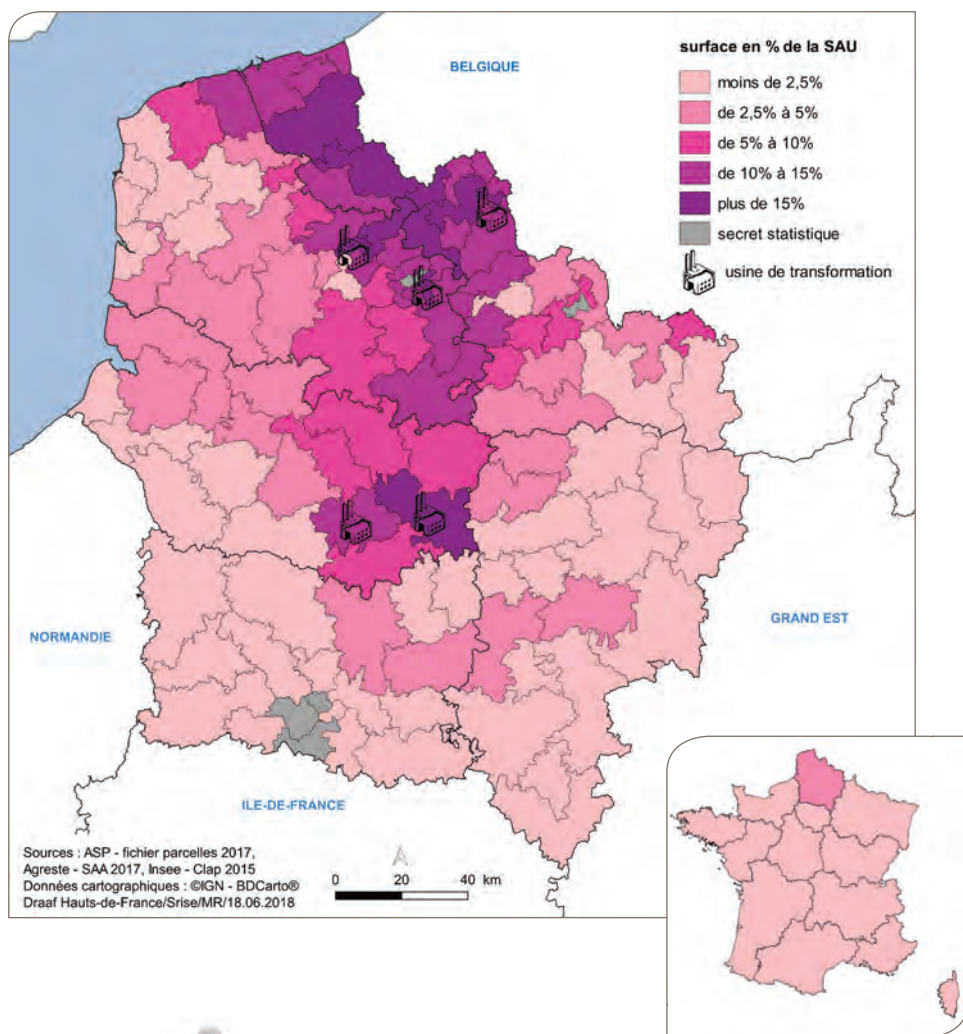 surface en % de la SAU
moins de 2,5%
de 2,5% à 5%
de 5% à 10%
de 10% à 15%
plus de 15%
secret statistique
usine de transformation
BELGIQUE
NORMANDIE
GRAND EST
ILE-DE-FRANCE
Sources : ASP - fichier parcelles 2017,
Agreste - SAA 2017, Insee - Clap 2015
Données cartographiques : ©IGN - BDCarto®
Draaf Hauts-de-France/Srise/MR/18.06.2018
0 20 40 km